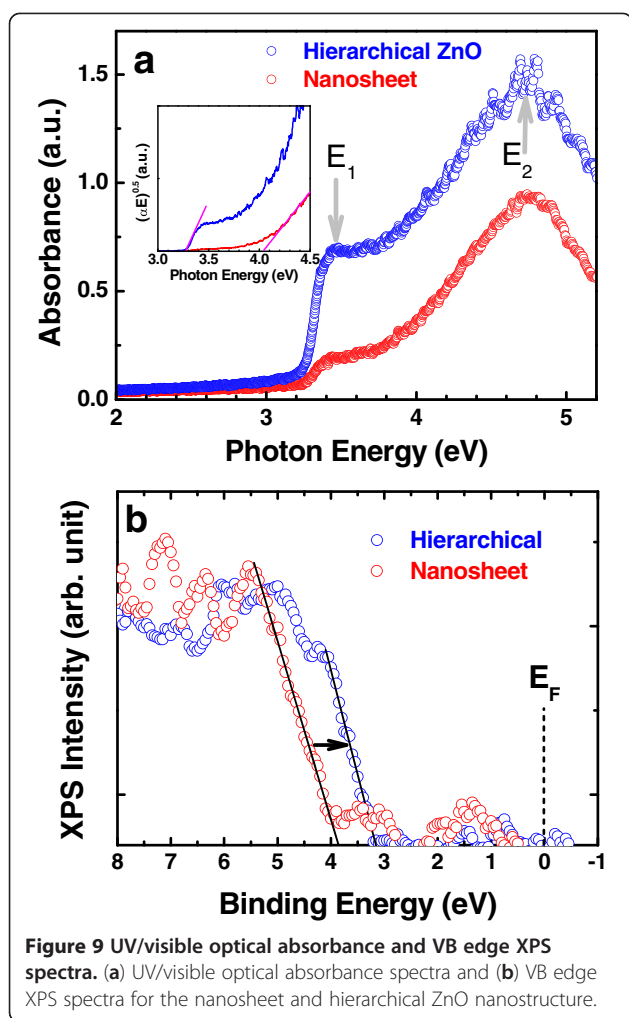 a
Hierarchical ZnO
Nanosheet
1.5
1.0
0.5
0.0
Absorbance (a.u.)
(αE)^0.5 (a.u.)
3.0 3.5 4.0 4.5
Photon Energy (eV)
E₁
E₂
2 3 4 5
Photon Energy (eV)
b
Hierarchical
Nanosheet
E_F
XPS Intensity (arb. unit)
8 7 6 5 4 3 2 1 0 -1
Binding Energy (eV)
Figure 9 UV/visible optical absorbance and VB edge XPS
spectra. (a) UV/visible optical absorbance spectra and (b) VB edge
XPS spectra for the nanosheet and hierarchical ZnO nanostructure.